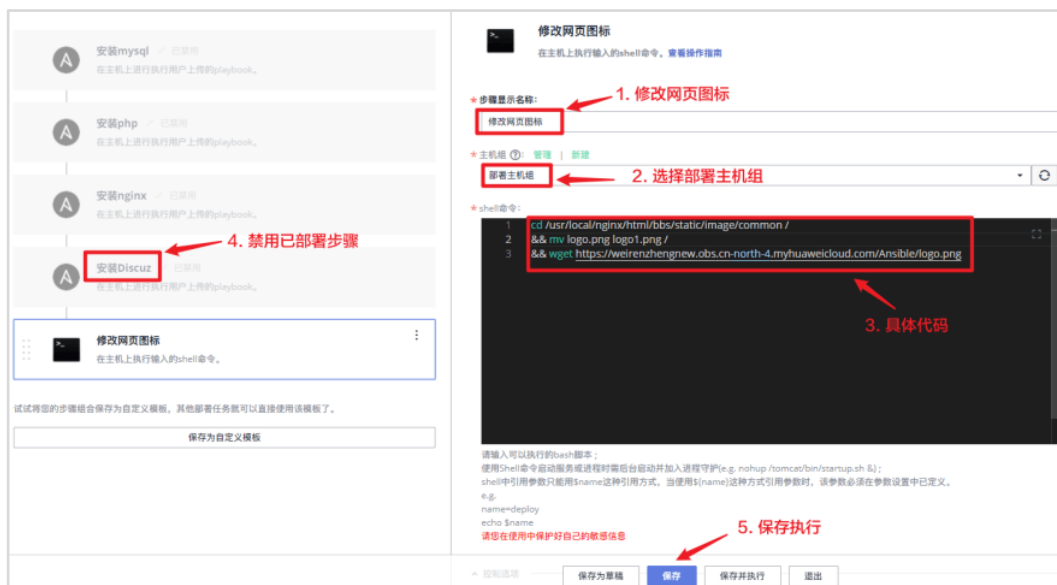 安装mysql ✓ 已禁用
在主机上进行执行用户上传的playbook。
安装php ✓ 已禁用
在主机上进行执行用户上传的playbook。
安装nginx ✓ 已禁用
在主机上进行执行用户上传的playbook。
4. 禁用已部署步骤
安装Discuz ✓ 已禁用
在主机上进行执行用户上传的playbook。
修改网页图标
在主机上执行输入的shell命令。
试试将您的步骤组合保存为自定义模板，其他部署任务就可以直接使用该模板了。
保存为自定义模板
修改网页图标
在主机上执行输入的shell命令。查看操作指南
* 步骤显示名称：
1. 修改网页图标
修改网页图标
* 主机组 ?: 管理 | 新建
部署主机组
2. 选择部署主机组
* shell命令：
1 cd /usr/local/nginx/html/bbs/static/image/common /
2 && mv logo.png logo1.png /
3 && wget https://weirenzhengnew.obs.cn-north-4.myhuaweicloud.com/Ansible/logo.png
3. 具体代码
请输入可以执行的bash脚本；
使用Shell命令启动服务或进程时需后台启动并加入进程守护(e.g. nohup /tomcat/bin/startup.sh &)；
shell中引用参数只能用$name这种引用方式，当使用${name}这种方式引用参数时，该参数必须在参数设置中已定义。
e.g.
name=deploy
echo $name
请您在使用中保护好自己的敏感信息
5. 保存执行
控制选项
保存为草稿 保存 保存并执行 退出